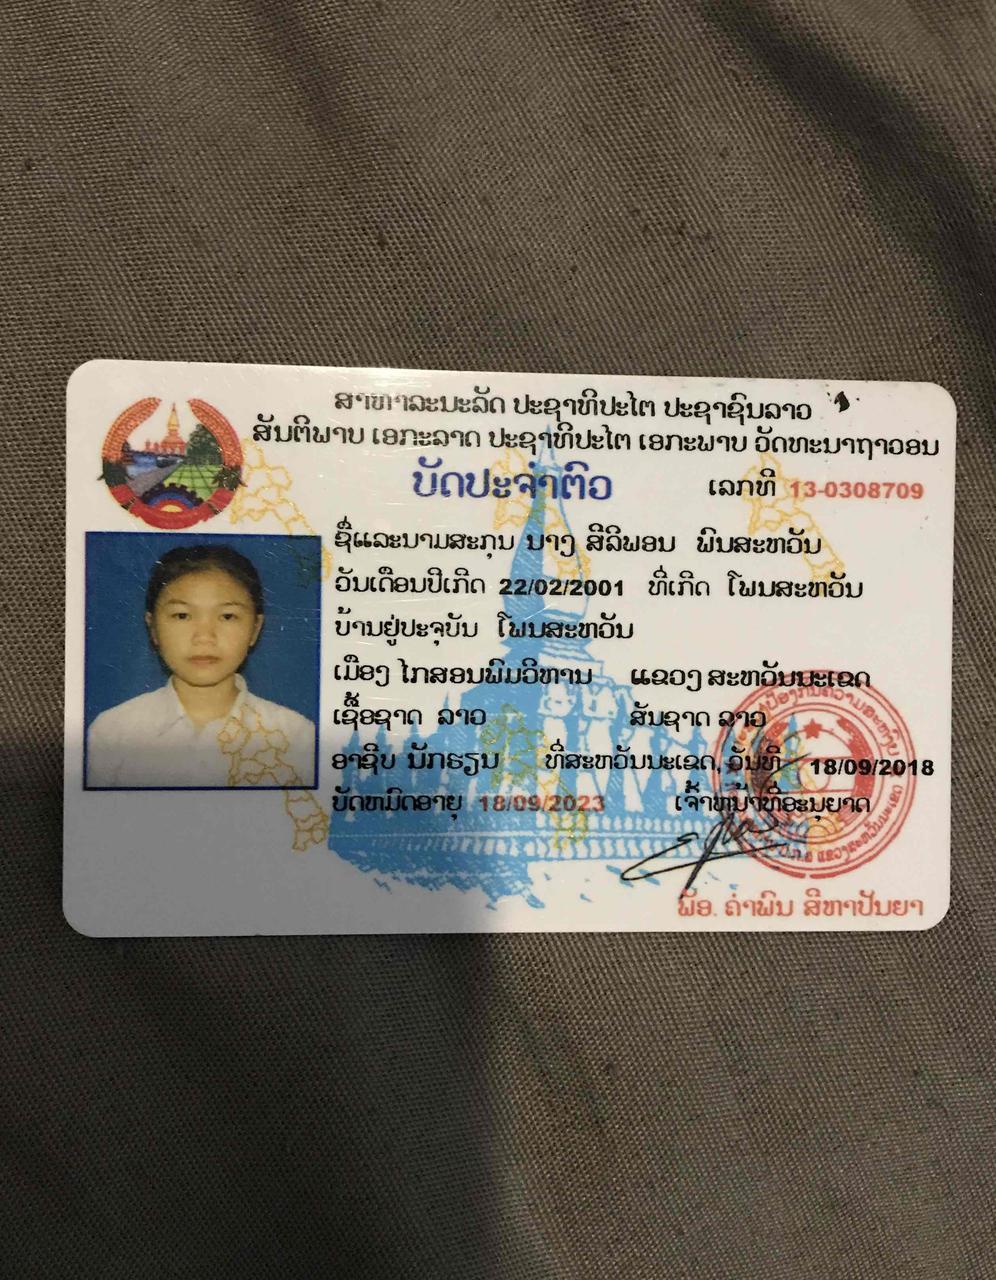 ສາທາລະນະລັດ ປະຊາທິປະໄຕ ປະຊາຊົນລາວ
ສັນຕິພາບ ເອກະລາດ ປະຊາທິປະໄຕ ເອກະພາບ ວັດທະນາຖາວອນ
ບັດປະຈຳຕົວ ເລກທີ 13-0308709
ຊື່ແລະນາມສະກຸນ ນາງ ສີລິພອນ ພົນສະຫວັນ
ວັນເດືອນປີເກີດ 22/02/2001 ທີ່ເກີດ ໂພນສະຫວັນ
ບ້ານຢູ່ປະຈຸບັນ ໂພນສະຫວັນ
ເມືອງ ໄກສອນພົມວິຫານ ແຂວງ ສະຫວັນນະເຂດ
ເຊື້ອຊາດ ລາວ ສັນຊາດ ລາວ
ອາຊີບ ນັກຮຽນ ທີ່ສະຫວັນນະເຂດ, ວັນທີ 18/09/2018
ບັດຫມົດອາຍຸ 18/09/2023 ເຈົ້າຫນ້າທີ່ອະນຸຍາດ
ພັອ. ຄຳພົນ ສີຫາປັນຍາ